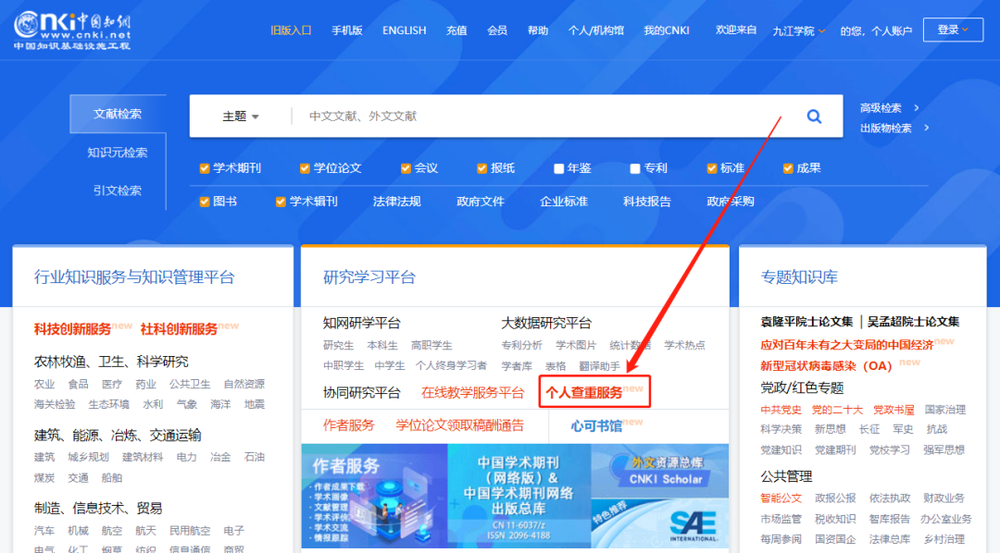 cnki中国知网
www.cnki.net
中国知识基础设施工程
旧版入口 手机版 ENGLISH 充值 会员 帮助 个人/机构馆 我的CNKI 欢迎来自 九江学院 的您，个人账户 登录
文献检索
知识元检索
引文检索
主题 中文文献、外文文献
高级检索
出版物检索
学术期刊 学位论文 会议 报纸 年鉴 专利 标准 成果
图书 学术辑刊 法律法规 政府文件 企业标准 科技报告 政府采购
行业知识服务与知识管理平台
科技创新服务new 社科创新服务new
农林牧渔、卫生、科学研究
农业 食品 医疗 药业 公共卫生 自然资源
海关检验 生态环境 水利 气象 海洋 地震
建筑、能源、冶炼、交通运输
建筑 城乡规划 建筑材料 电力 冶金 石油
煤炭 交通 船舶
制造、信息技术、贸易
汽车 机械 航空 航天 民用航空 电子
电气 化工 烟草 纺织 信息通信 商贸
研究学习平台
知网研学平台
研究生 本科生 高职学生
中职学生 中学生 个人终身学习者
大数据研究平台
专利分析 学术图片 统计数据 学术热点
学者库 表格 翻译助手
协同研究平台 在线教学服务平台 个人查重服务new
作者服务 学位论文领取稿酬通告 心可书馆new
作者服务
·作者成果下载
·学术画像
·文献管理
·学术评价
·学术交流
·情报跟踪
中国学术期刊
（网络版）&
中国学术期刊网络
出版总库
CN 11-6037/z
ISSN 2096-4188
外文资源总库
CNKI Scholar
特色推荐
SAE
INTERNATIONAL.
专题知识库
袁隆平院士论文集 | 吴孟超院士论文集
应对百年未有之大变局的中国经济new
新型冠状病毒感染（OA）new
党政/红色专题
中共党史 党的二十大 党政书屋 国家治理
科学决策 新思想 长征 军史 抗战
党建知识 党建期刊 党校学习 强军思想
公共管理
智能公文 政报公报 依法执政 财政业务
市场监管 税收知识 智库报告 办公室业务
每周参阅 国资国企 法律总库 乡村治理